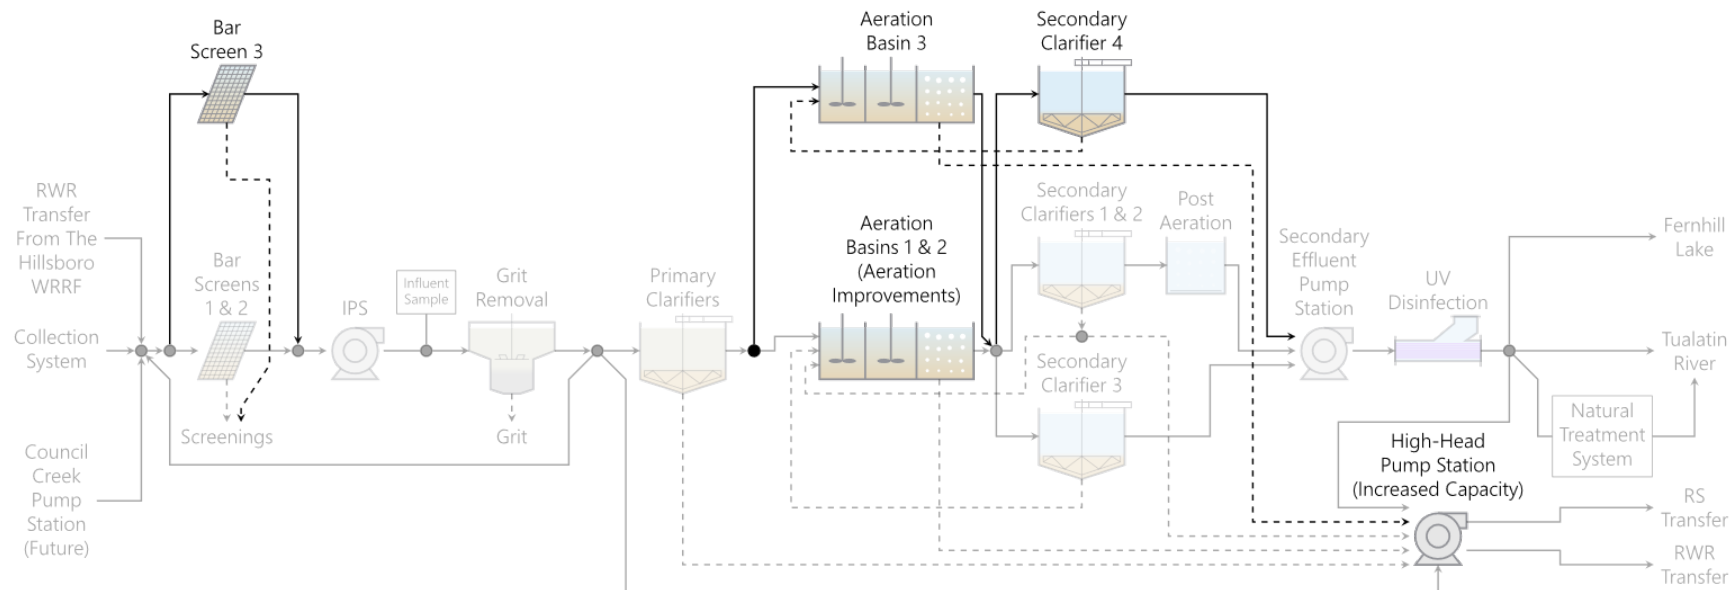 Bar
Screen 3
Aeration
Basin 3
Secondary
Clarifier 4
RWR
Transfer
From The
Hillsboro
WRRF
Collection
System
Council
Creek
Pump
Station
(Future)
Bar
Screens
1 & 2
Screenings
IPS
Influent
Sample
Grit
Removal
Grit
Primary
Clarifiers
Aeration
Basins 1 & 2
(Aeration
Improvements)
Secondary
Clarifiers 1 & 2
Post
Aeration
Secondary
Clarifier 3
Secondary
Effluent
Pump
Station
UV
Disinfection
Fernhill
Lake
Tualatin
River
Natural
Treatment
System
High-Head
Pump Station
(Increased Capacity)
RS
Transfer
RWR
Transfer